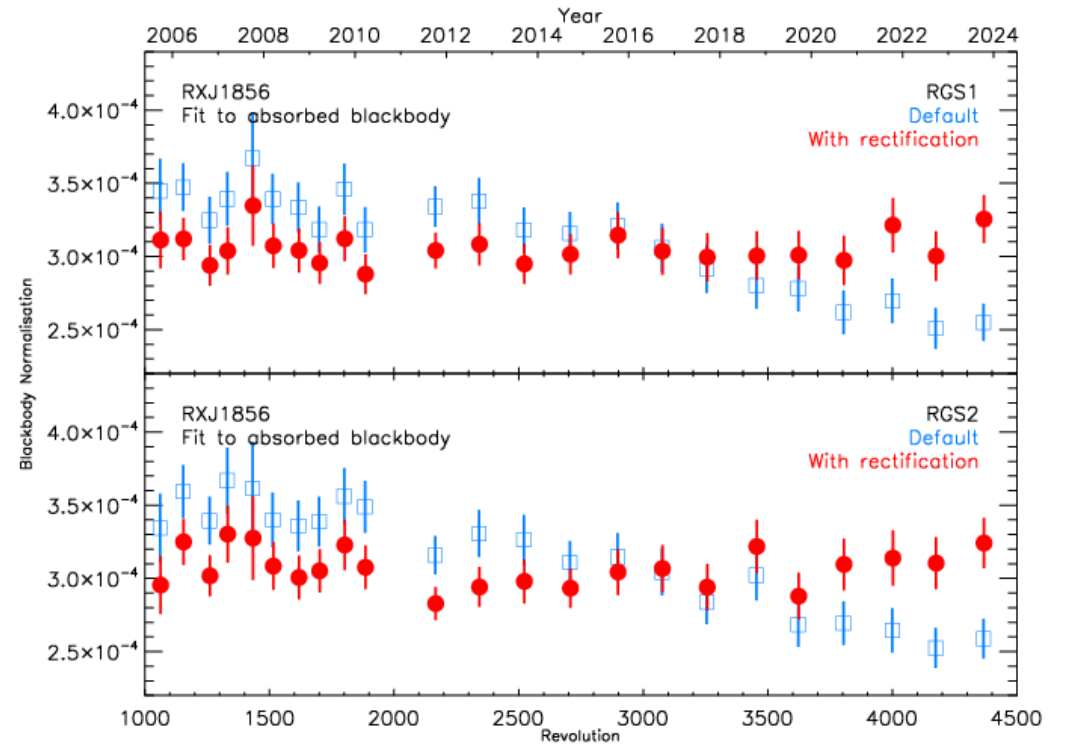 Year
2006 2008 2010 2012 2014 2016 2018 2020 2022 2024
RXJ1856 RGS1
Fit to absorbed blackbody Default
With rectification
4.0×10⁻⁴
3.5×10⁻⁴
3.0×10⁻⁴
2.5×10⁻⁴
Blackbody Normalisation
RXJ1856 RGS2
Fit to absorbed blackbody Default
With rectification
4.0×10⁻⁴
3.5×10⁻⁴
3.0×10⁻⁴
2.5×10⁻⁴
1000 1500 2000 2500 3000 3500 4000 4500
Revolution